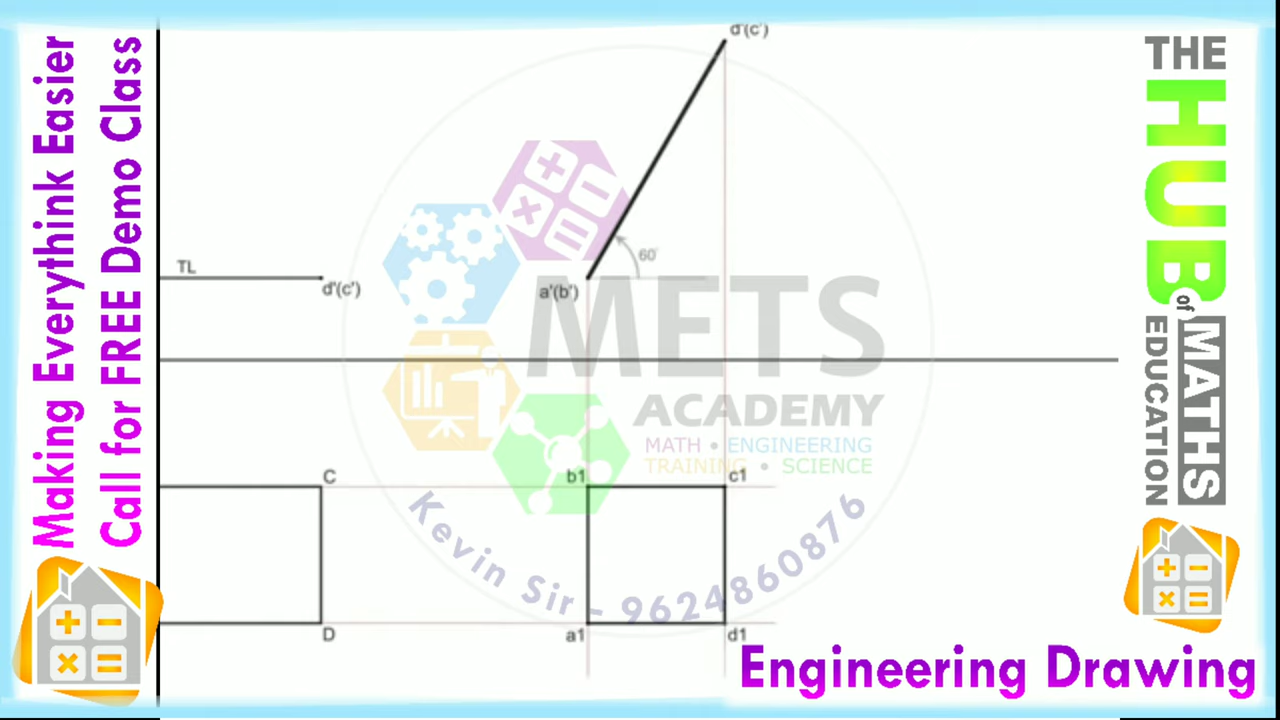 Making Everythink Easier
Call for FREE Demo Class
THE
HUB
of
MATHS
EDUCATION
d'(c')
60
TL
d'(c')
a'(b')
METS
ACADEMY
MATH • ENGINEERING
TRAINING • SCIENCE
C
b1
c1
Kevin Sir - 9624860876
D
a1
d1
Engineering Drawing